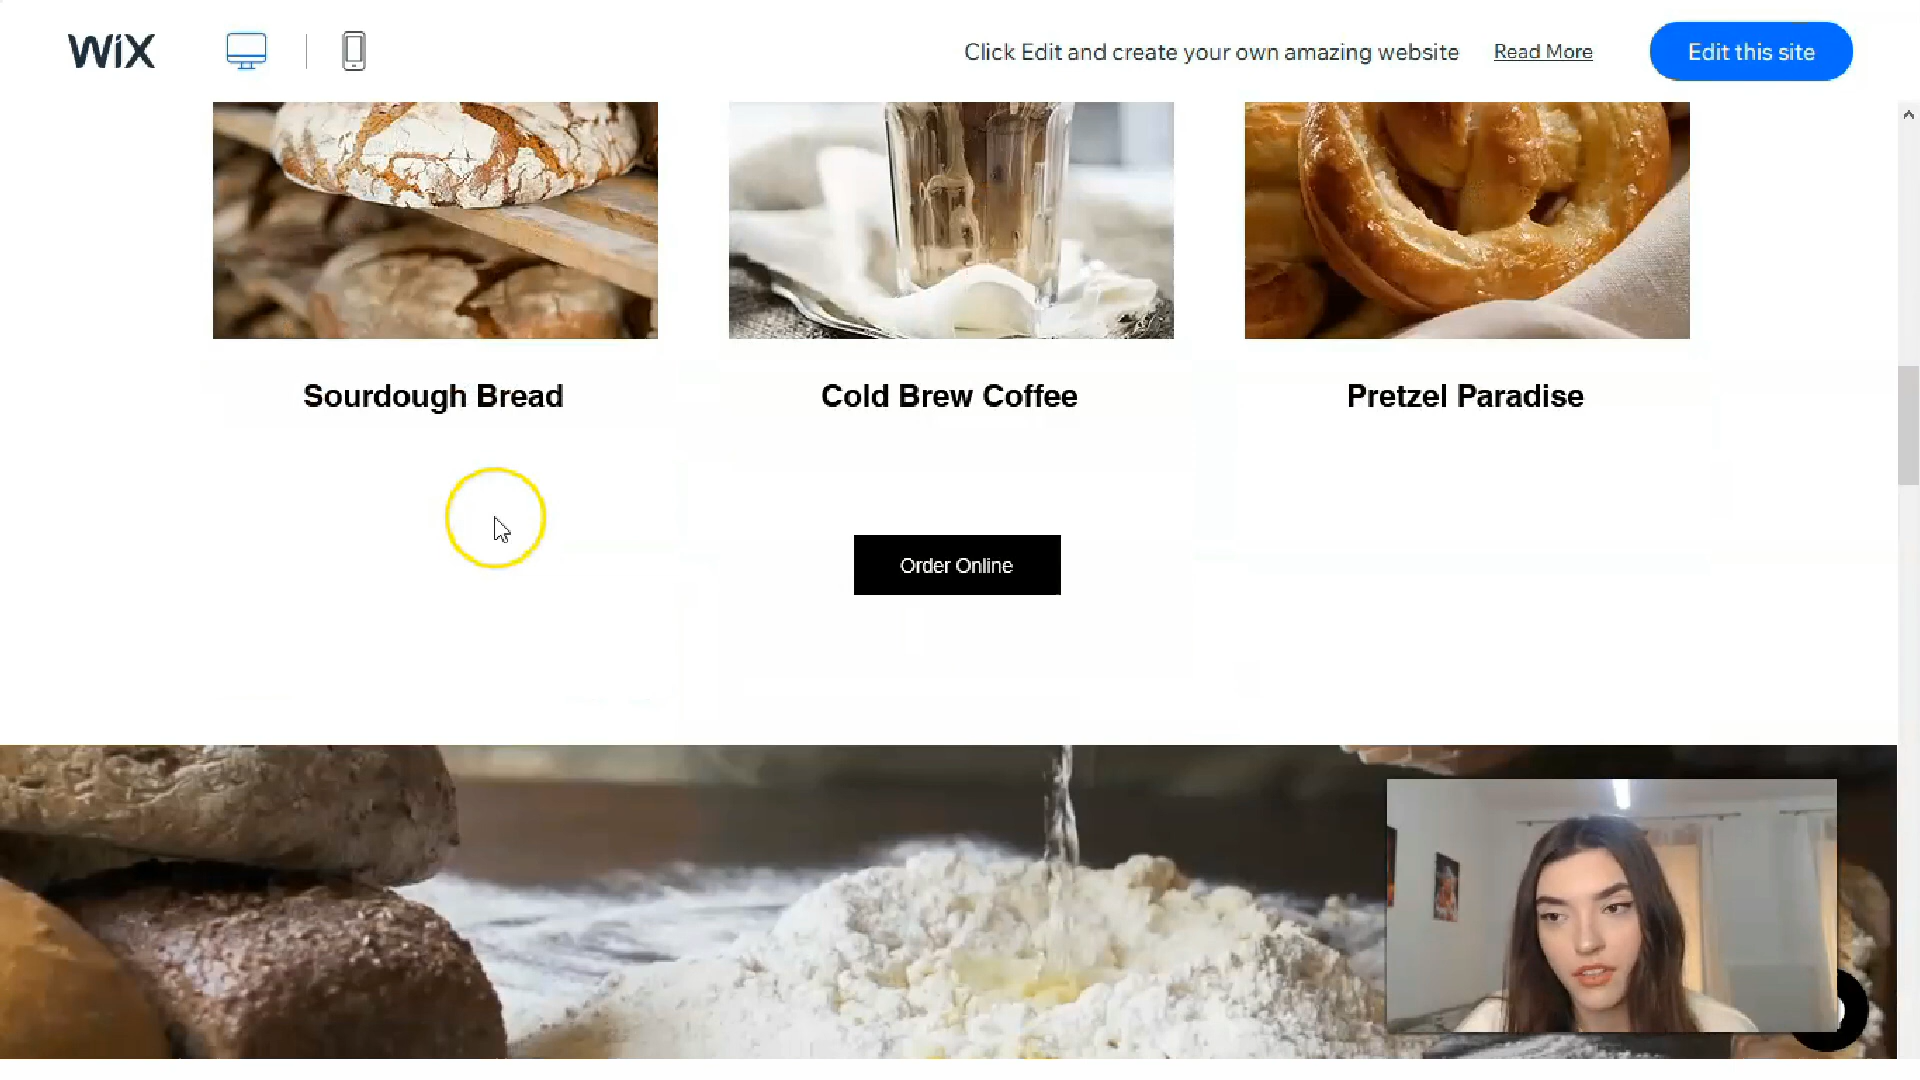 WiX
Click Edit and create your own amazing website
Read More
Edit this site
Sourdough Bread
Cold Brew Coffee
Pretzel Paradise
Order Online